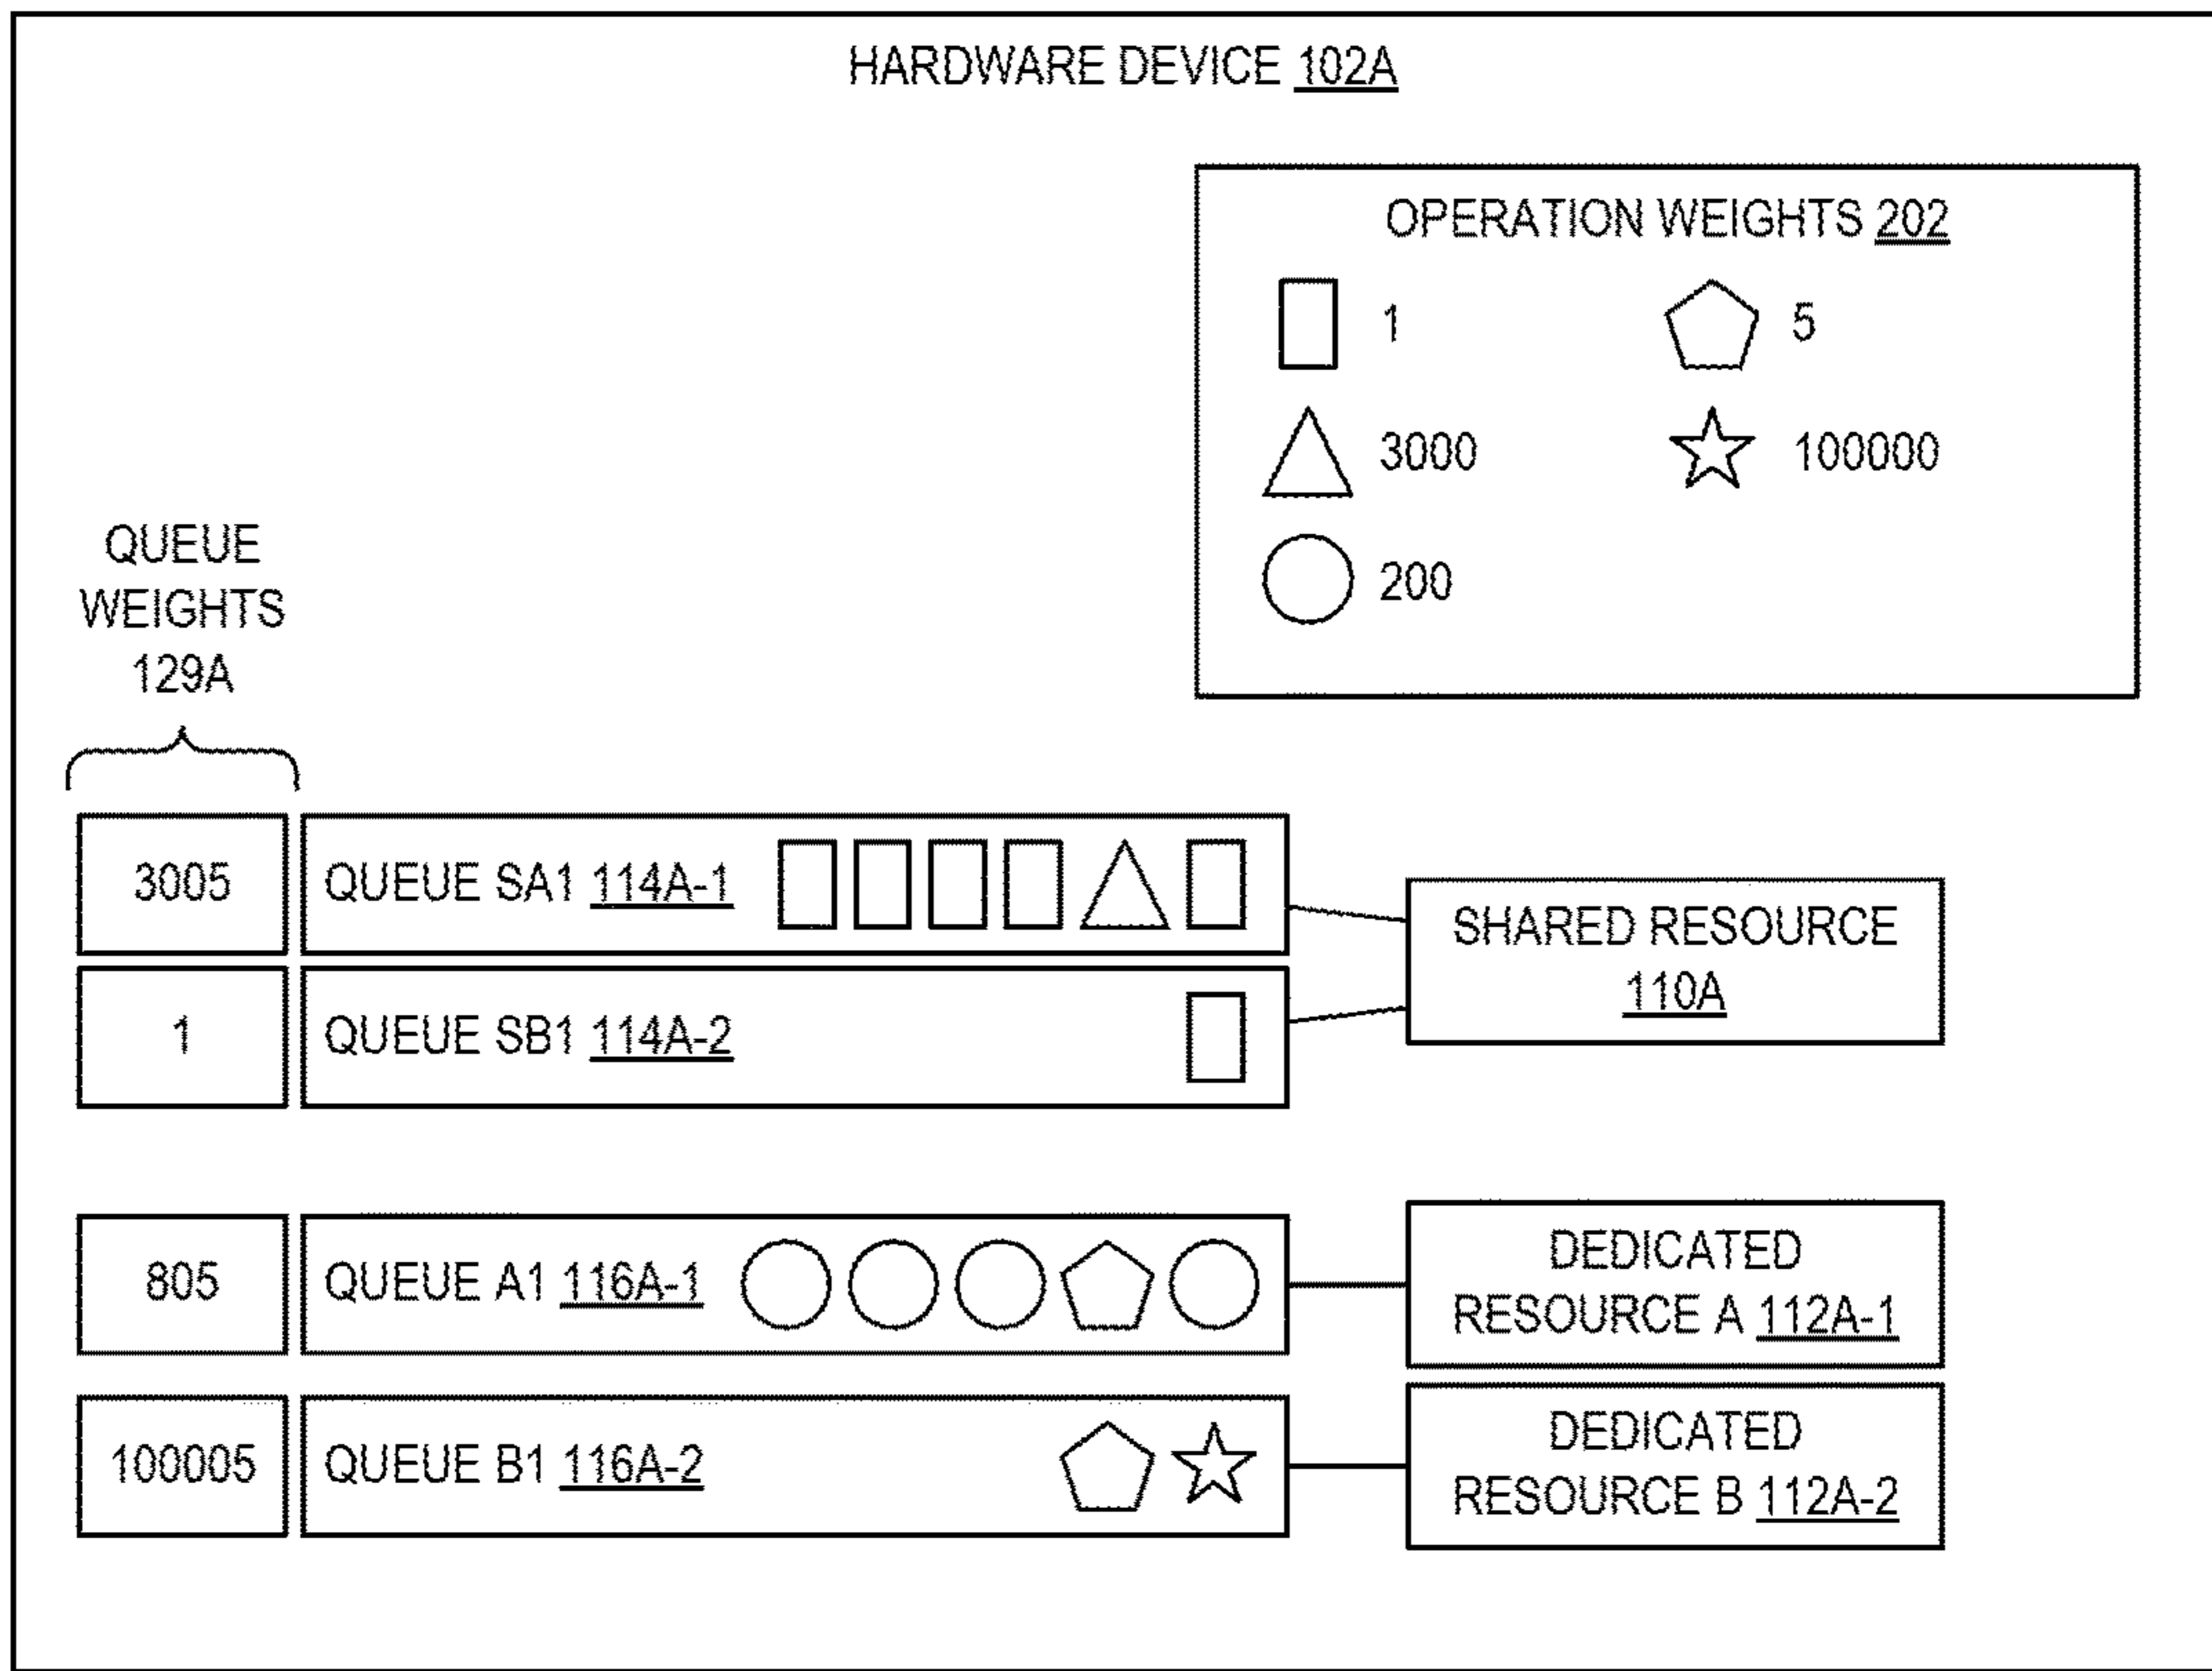 HARDWARE DEVICE 102A
OPERATION WEIGHTS 202
1
5
3000
100000
200
QUEUE
WEIGHTS
129A
3005
QUEUE SA1 114A-1
SHARED RESOURCE
110A
1
QUEUE SB1 114A-2
805
QUEUE A1 116A-1
DEDICATED
RESOURCE A 112A-1
100005
QUEUE B1 116A-2
DEDICATED
RESOURCE B 112A-2